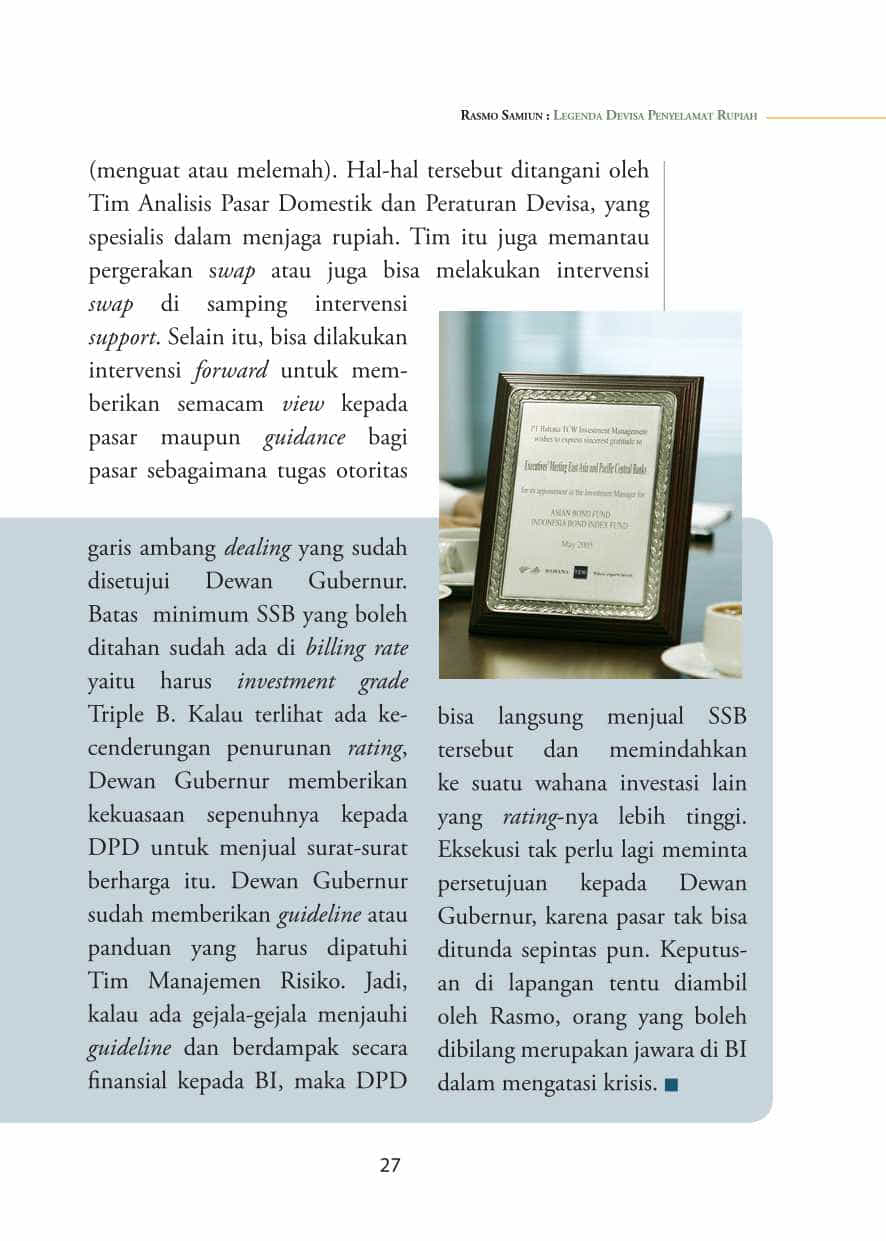 RASMO SAMIUN : LEGENDA DEVISA PENYELAMAT RUPIAH
(menguat atau melemah). Hal-hal tersebut ditangani oleh
Tim Analisis Pasar Domestik dan Peraturan Devisa, yang
spesialis dalam menjaga rupiah. Tim itu juga memantau
pergerakan swap atau juga bisa melakukan intervensi
swap di samping intervensi
support. Selain itu, bisa dilakukan
intervensi forward untuk mem-
berikan semacam view kepada
pasar maupun guidance bagi
pasar sebagaimana tugas otoritas
PT Bahana TCW Investment Management
wishes to express sincerest gratitude to
Executives' Meeting East Asia and Pacific Central Banks
for its appointment as the Investment Manager for
ASIAN BOND FUND
INDONESIA BOND INDEX FUND
May 2005
BAHANA TCW
garis ambang dealing yang sudah
disetujui Dewan Gubernur.
Batas minimum SSB yang boleh
ditahan sudah ada di billing rate
yaitu harus investment grade
Triple B. Kalau terlihat ada ke-
cenderungan penurunan rating,
Dewan Gubernur memberikan
kekuasaan sepenuhnya kepada
DPD untuk menjual surat-surat
berharga itu. Dewan Gubernur
sudah memberikan guideline atau
panduan yang harus dipatuhi
Tim Manajemen Risiko. Jadi,
kalau ada gejala-gejala menjauhi
guideline dan berdampak secara
finansial kepada BI, maka DPD
bisa langsung menjual SSB
tersebut dan memindahkan
ke suatu wahana investasi lain
yang rating-nya lebih tinggi.
Eksekusi tak perlu lagi meminta
persetujuan kepada Dewan
Gubernur, karena pasar tak bisa
ditunda sepintas pun. Keputus-
an di lapangan tentu diambil
oleh Rasmo, orang yang boleh
dibilang merupakan jawara di BI
dalam mengatasi krisis.
27